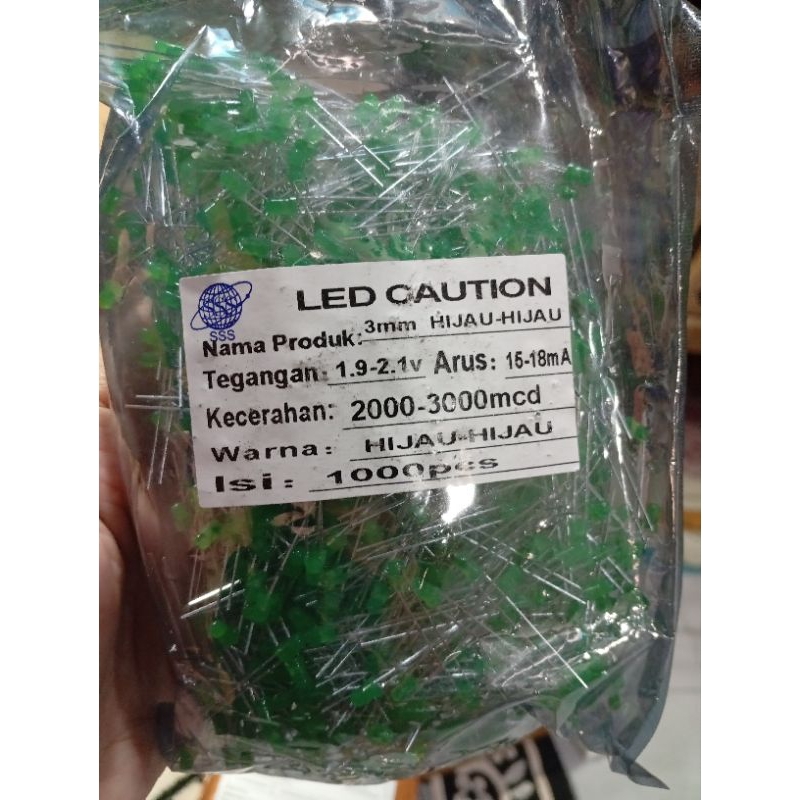 LED CAUTION
SSS
Nama Produk: 3mm HIJAU-HIJAU
Tegangan: 1.9-2.1v Arus: 15-18mA
Kecerahan: 2000-3000mcd
Warna: HIJAU-HIJAU
Isi: 1000pcs